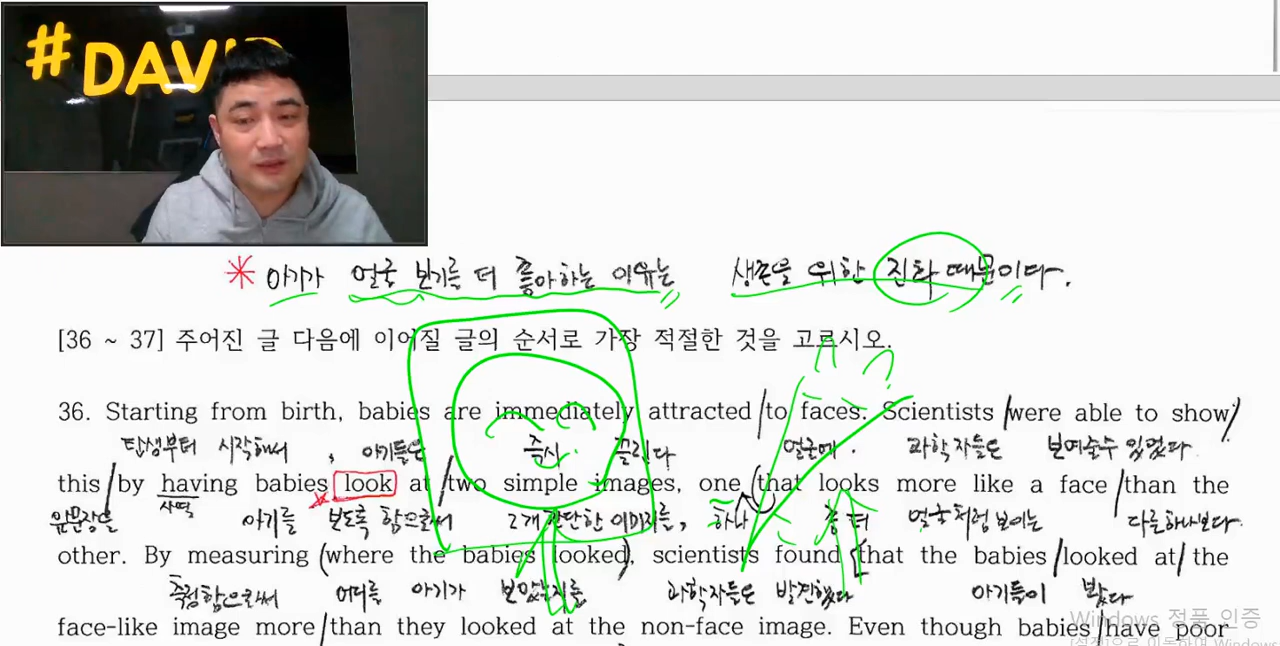 #DAVID
* 아기가 얼굴 보기를 더 좋아하는 이유는 생존을 위한 진화 때문이다.
[36 ~ 37] 주어진 글 다음에 이어질 글의 순서로 가장 적절한 것을 고르시오.
36. Starting from birth, babies are immediately attracted to faces. Scientists were able to show
탄생부터 시작해서, 아기들은 즉시 끌린다 얼굴에. 과학자들은 보여줄수 있었다.
this by having babies look at two simple images, one that looks more like a face than the
사역 아기를 보도록 함으로써 2개 간단한 이미지를, 하나 좀 더 얼굴처럼 보이는 다른하나보다.
other. By measuring (where the babies looked), scientists found that the babies looked at the
측정함으로써 어디를 아기가 보았는지를 과학자들은 발견했다 아기들이 봤다
face-like image more than they looked at the non-face image. Even though babies have poor
Windows 정품 인증